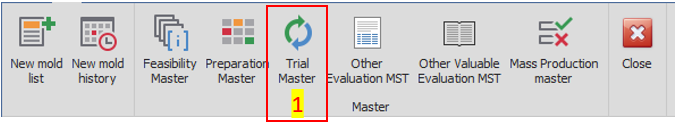 New mold list
New mold history
Feasibility Master
Preparation Master
Trial Master
Other Evaluation MST
Other Valuable Evaluation MST
Mass Production master
Close
1
Master